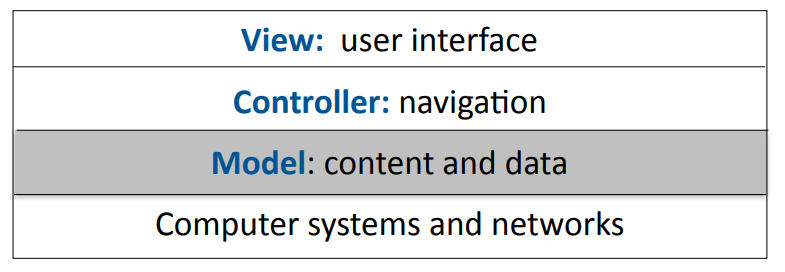 View: user interface
Controller: navigation
Model: content and data
Computer systems and networks